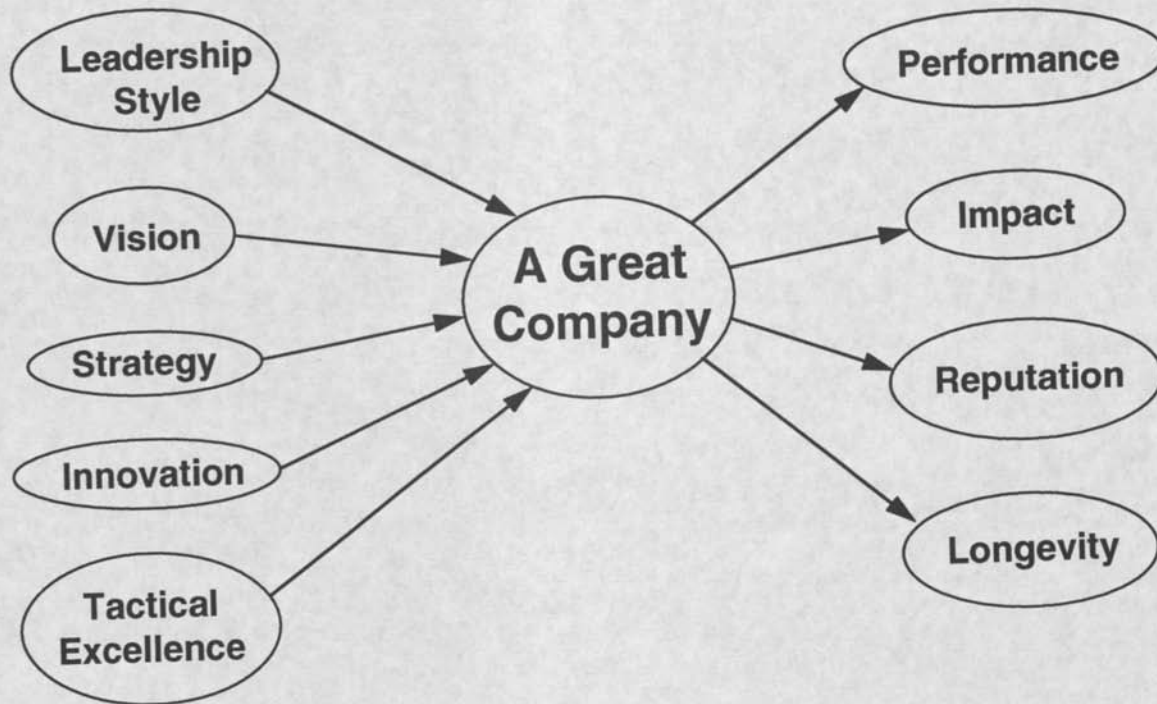 Leadership
Style
Vision
Strategy
Innovation
Tactical
Excellence
A Great
Company
Performance
Impact
Reputation
Longevity